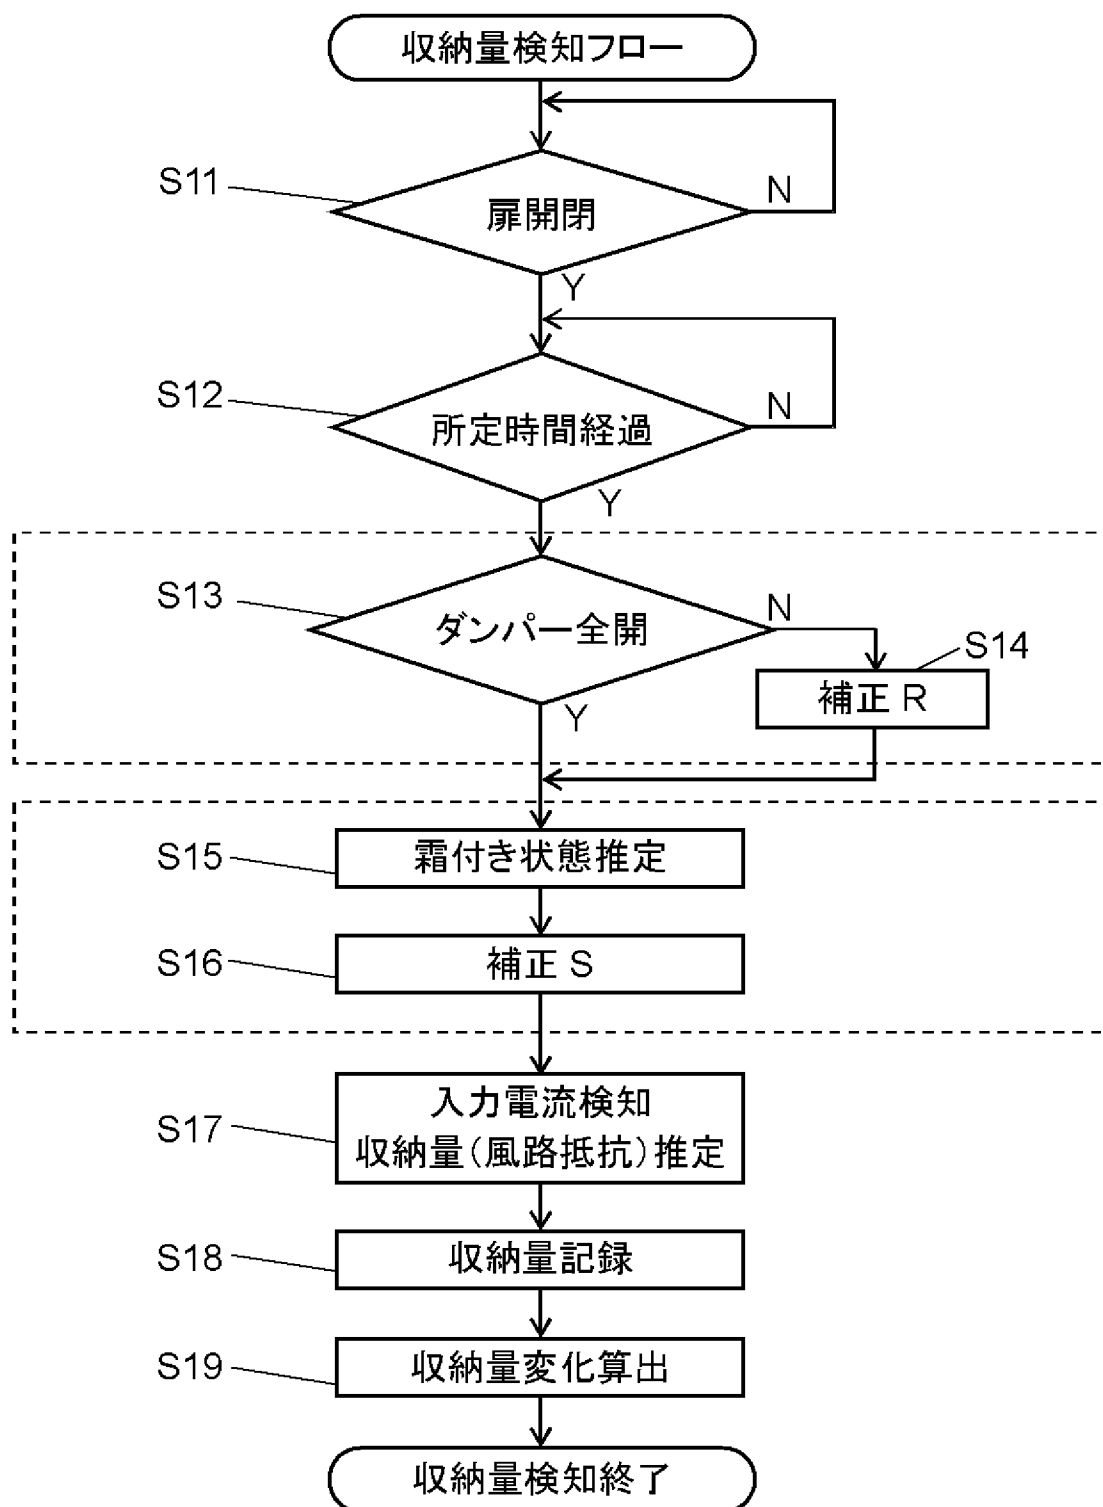 収納量検知フロー
S11
扉開閉
N
Y
S12
所定時間経過
N
Y
S13
ダンパー全開
N
S14
補正 R
Y
S15
霜付き状態推定
S16
補正 S
S17
入力電流検知
収納量(風路抵抗)推定
S18
収納量記録
S19
収納量変化算出
収納量検知終了